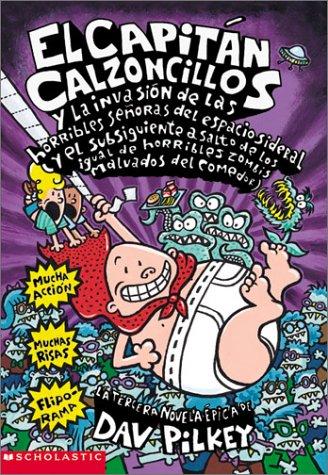 EL CAPITÁN
CALZONCILLOS
Y LA INVASIÓN DE LAS
HORRIBLES SEÑORAS DEL ESPACIO SIDERAL
(Y EL SUBSIGUIENTE ASALTO DE LOS
IGUAL DE HORRIBLES ZOMBIS
MALVADOS DEL COMEDOR)
MUCHA
ACCIÓN
MUCHAS
RISAS
FLIPO-
RAMA
LA TERCERA NOVELA ÉPICA DE
DAV PILKEY
SCHOLASTIC